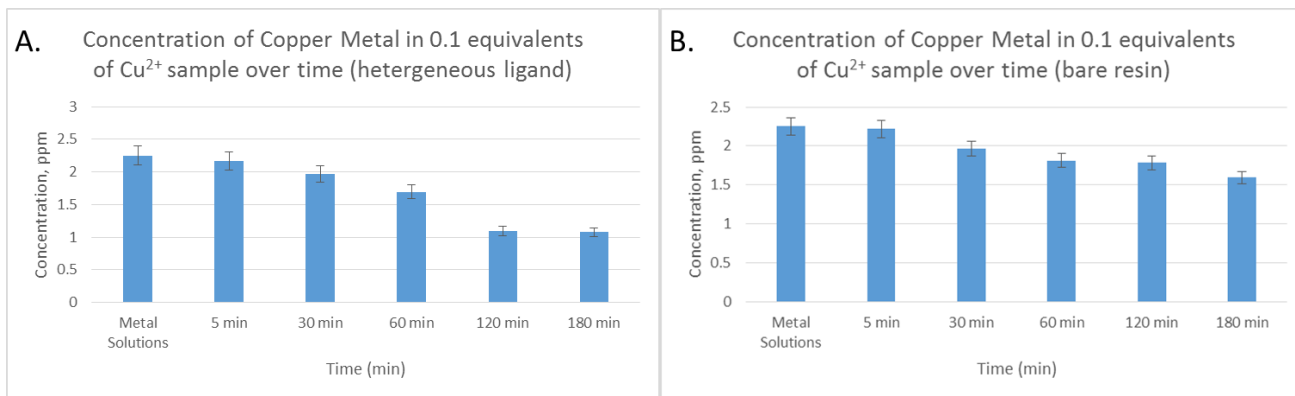 A.
Concentration of Copper Metal in 0.1 equivalents
of Cu²⁺ sample over time (hetergeneous ligand)
Concentration, ppm
3
2.5
2
1.5
1
0.5
0
Metal
Solutions
5 min
30 min
60 min
120 min
180 min
Time (min)
B.
Concentration of Copper Metal in 0.1 equivalents
of Cu²⁺ sample over time (bare resin)
Concentration, ppm
2.5
2
1.5
1
0.5
0
Metal
Solutions
5 min
30 min
60 min
120 min
180 min
Time (min)